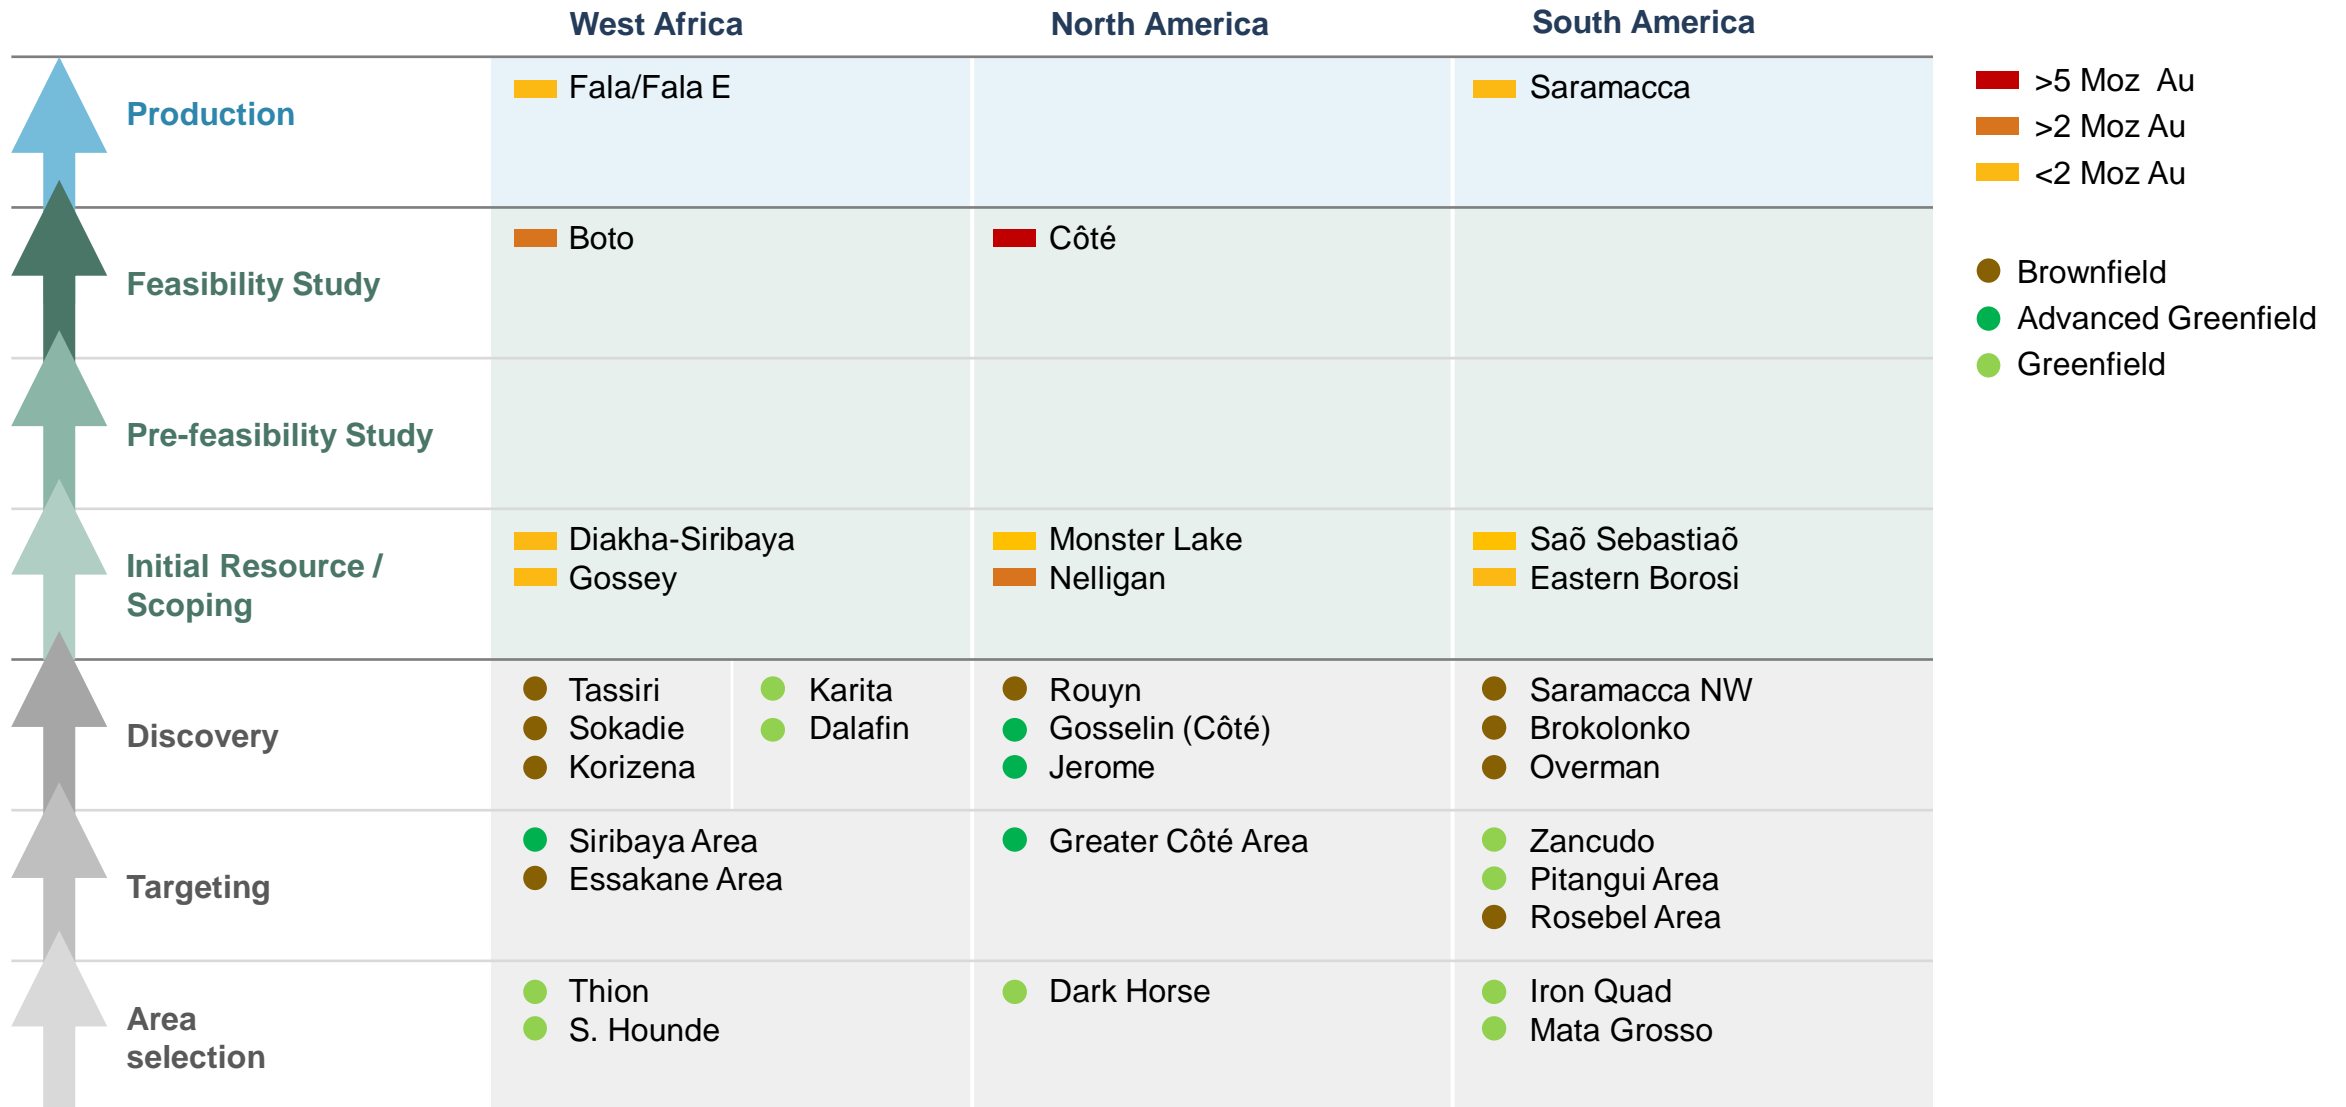 West Africa
North America
South America
Production
Fala/Fala E
Saramacca
Feasibility Study
Boto
Côté
Pre-feasibility Study
Initial Resource /
Scoping
Diakha-Siribaya
Gossey
Monster Lake
Nelligan
Saõ Sebastiaõ
Eastern Borosi
Discovery
Tassiri
Sokadie
Korizena
Karita
Dalafin
Rouyn
Gosselin (Côté)
Jerome
Saramacca NW
Brokolonko
Overman
Targeting
Siribaya Area
Essakane Area
Greater Côté Area
Zancudo
Pitangui Area
Rosebel Area
Area
selection
Thion
S. Hounde
Dark Horse
Iron Quad
Mata Grosso
>5 Moz Au
>2 Moz Au
<2 Moz Au
Brownfield
Advanced Greenfield
Greenfield